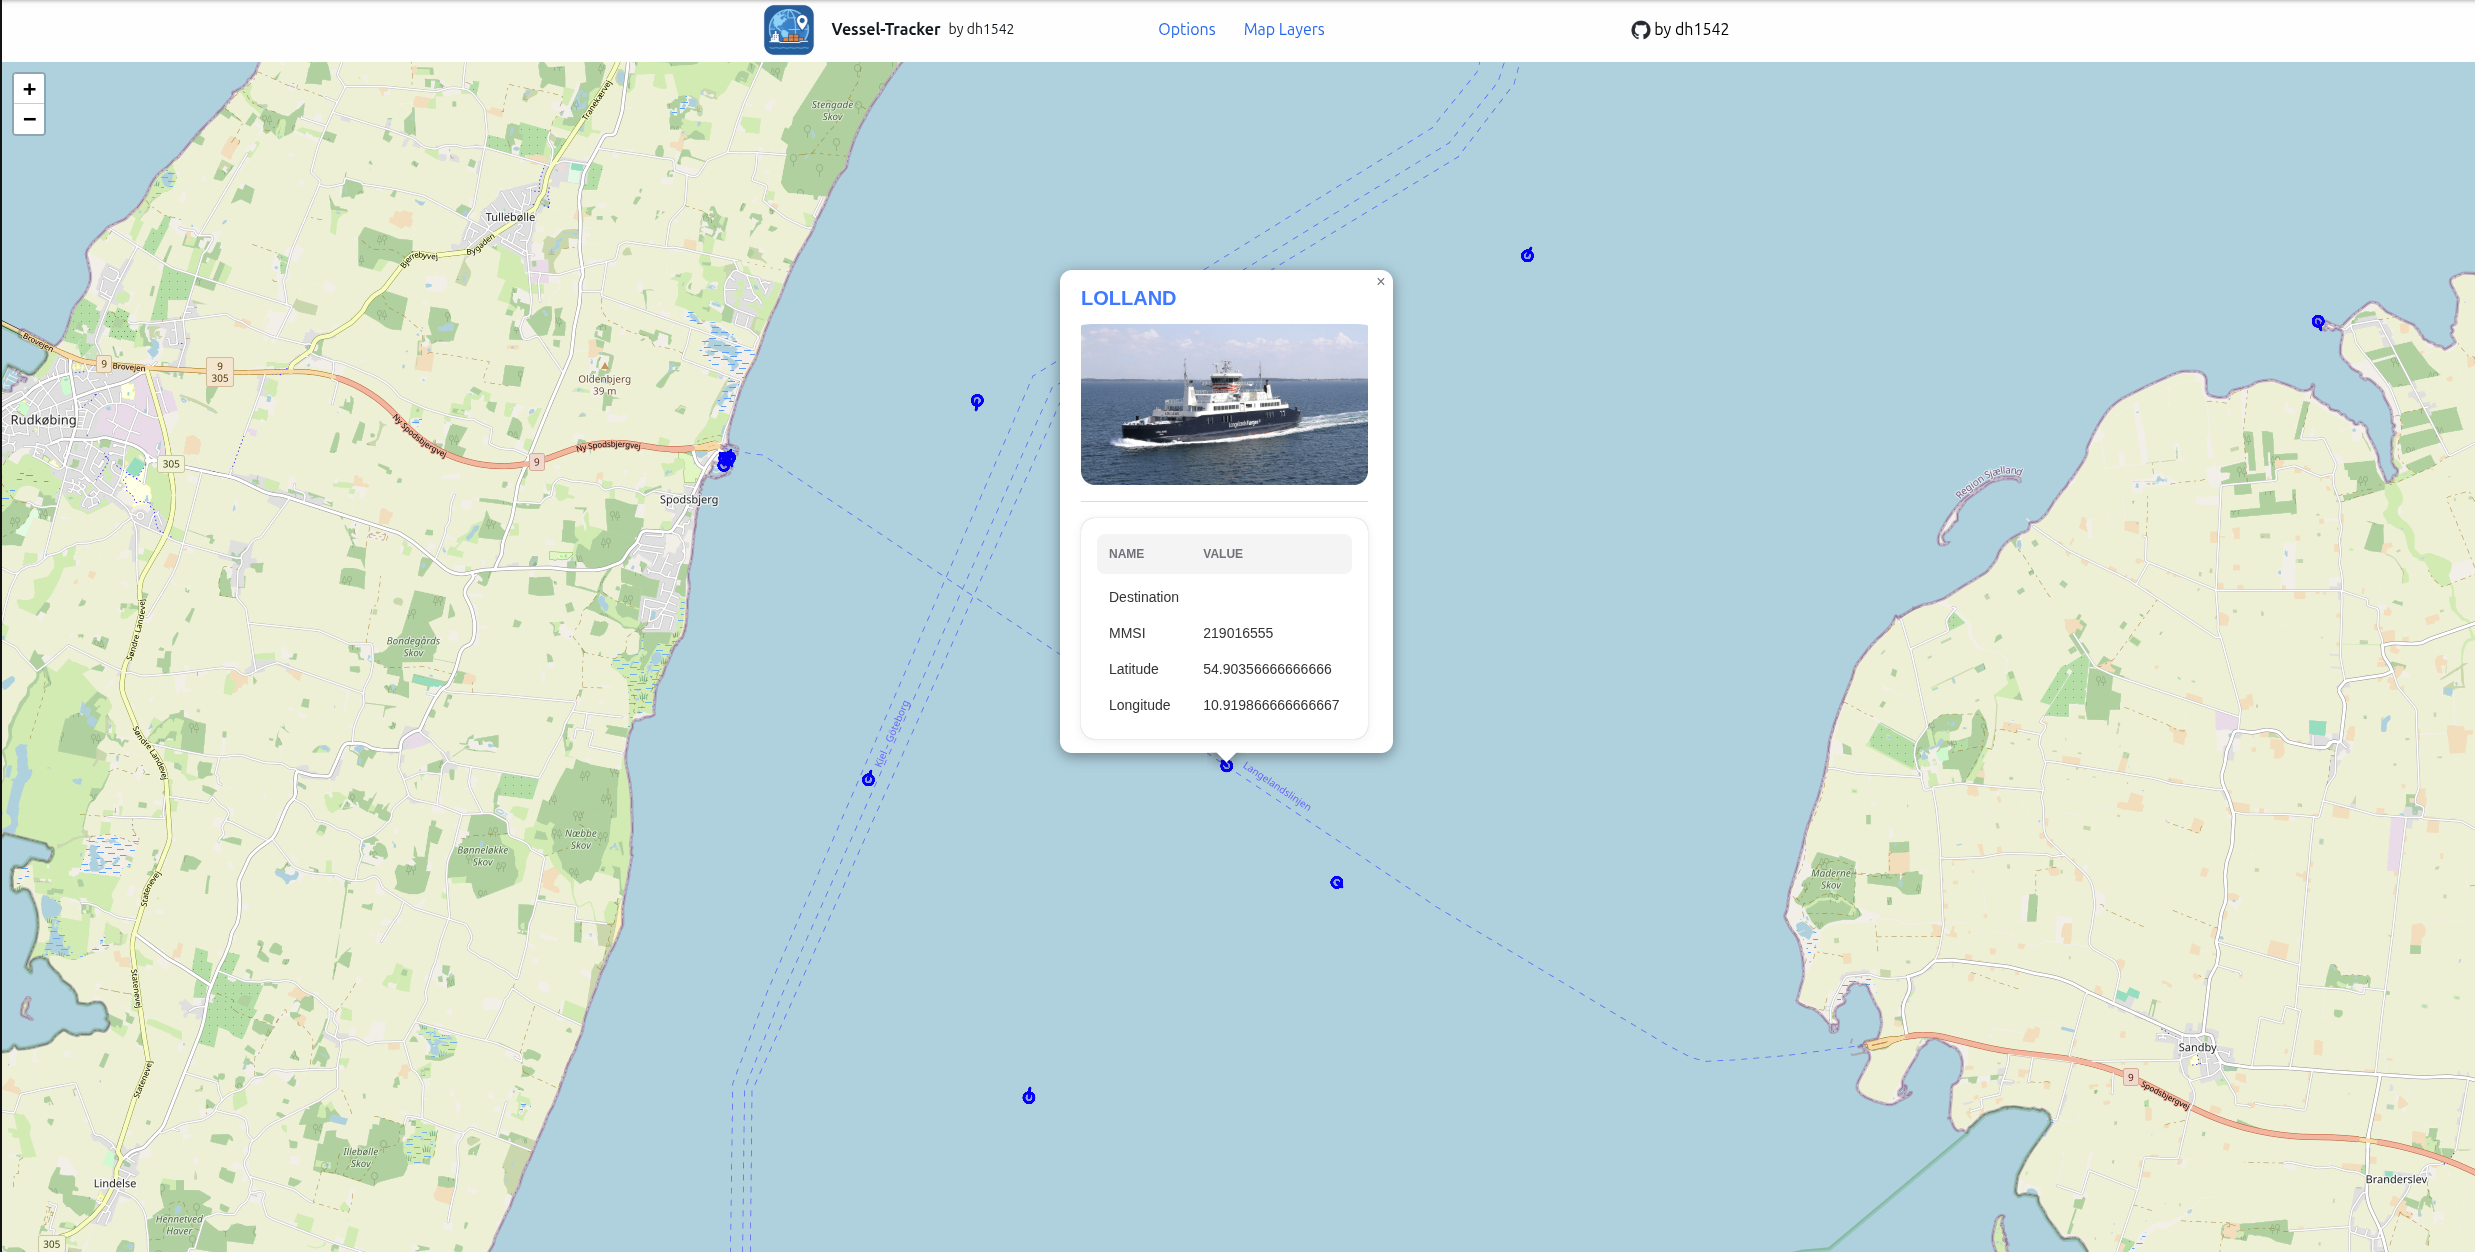 Vessel-Tracker by dh1542
Options
Map Layers
by dh1542
+
−
Stengade
Skov
Tranekærvej
Tullebølle
Bygaden
Bjerrebyvej
Brovejen
9
Brovejen
9
305
Oldenbjerg
39 m
Rudkøbing
Ny Spodsbjergvej
Ny Spodsbjergvej
9
305
Spodsbjerg
Søndre Landevej
Bondegårds
Skov
Søndre Landevej
Kiel - Göteborg
Næbbe
Skov
Bønneløkke
Skov
Statenevej
Statenevej
Statenevej
Illebølle
Skov
Lindelse
Hennetved
Haver
305
×
LOLLAND
NAME VALUE
Destination
MMSI 219016555
Latitude 54.90356666666666
Longitude 10.919866666666667
Langelandslinjen
Region Sjælland
Maderne
Skov
Sandby
9
Spodsbjergvej
Branderslev